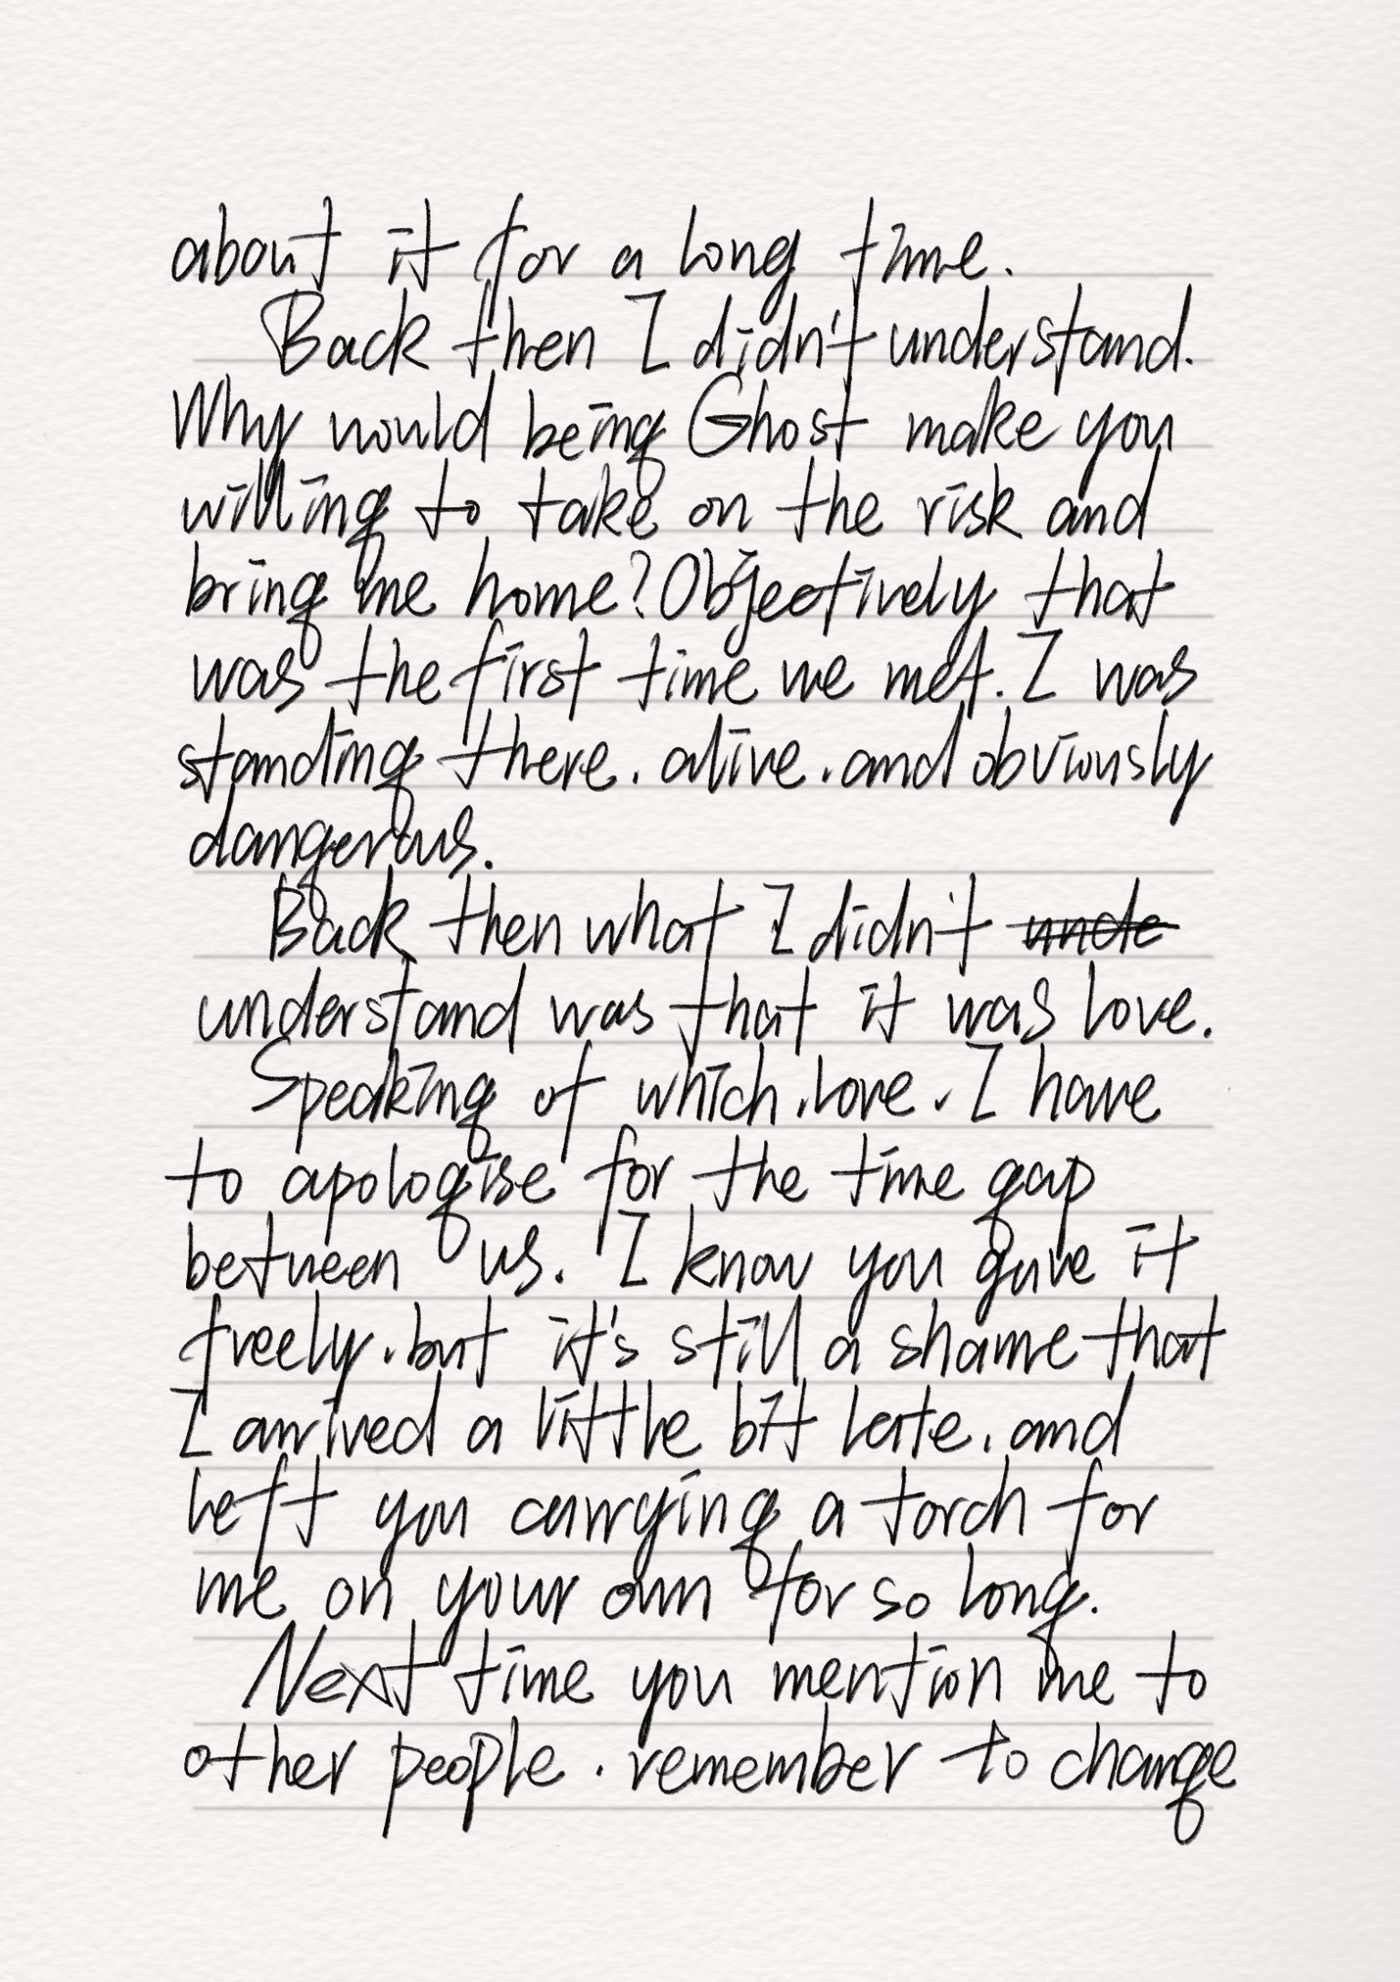 about it for a long time.
Back then I didn't understand.
Why would being Ghost make you
willing to take on the risk and
bring me home? Objectively that
was the first time we met. I was
standing there, alive, and obviously
dangerous.
Back then what I didn't unde
understand was that it was love.
Speaking of which, love, I have
to apologise for the time gap
between us. I know you gave it
freely, but it's still a shame that
I arrived a little bit late, and
left you carrying a torch for
me on your own for so long.
Next time you mention me to
other people, remember to change